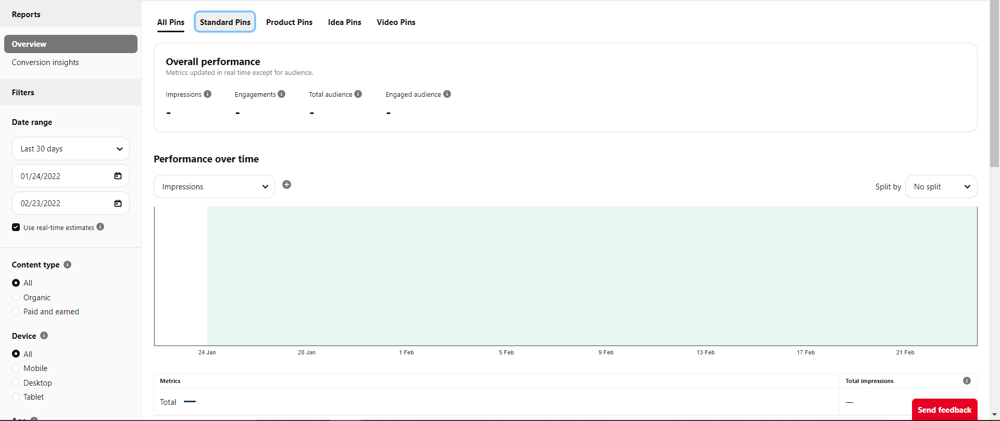 Reports
Overview
Conversion insights
Filters
Date range
Last 30 days
01/24/2022
02/23/2022
Use real-time estimates
Content type
All
Organic
Paid and earned
Device
All
Mobile
Desktop
Tablet
All Pins Standard Pins Product Pins Idea Pins Video Pins
Overall performance
Metrics updated in real time except for audience.
Impressions Engagements Total audience Engaged audience
- - - -
Performance over time
Impressions
Split by No split
24 Jan 28 Jan 1 Feb 5 Feb 9 Feb 13 Feb 17 Feb 21 Feb
Metrics Total impressions
Total —
Send feedback